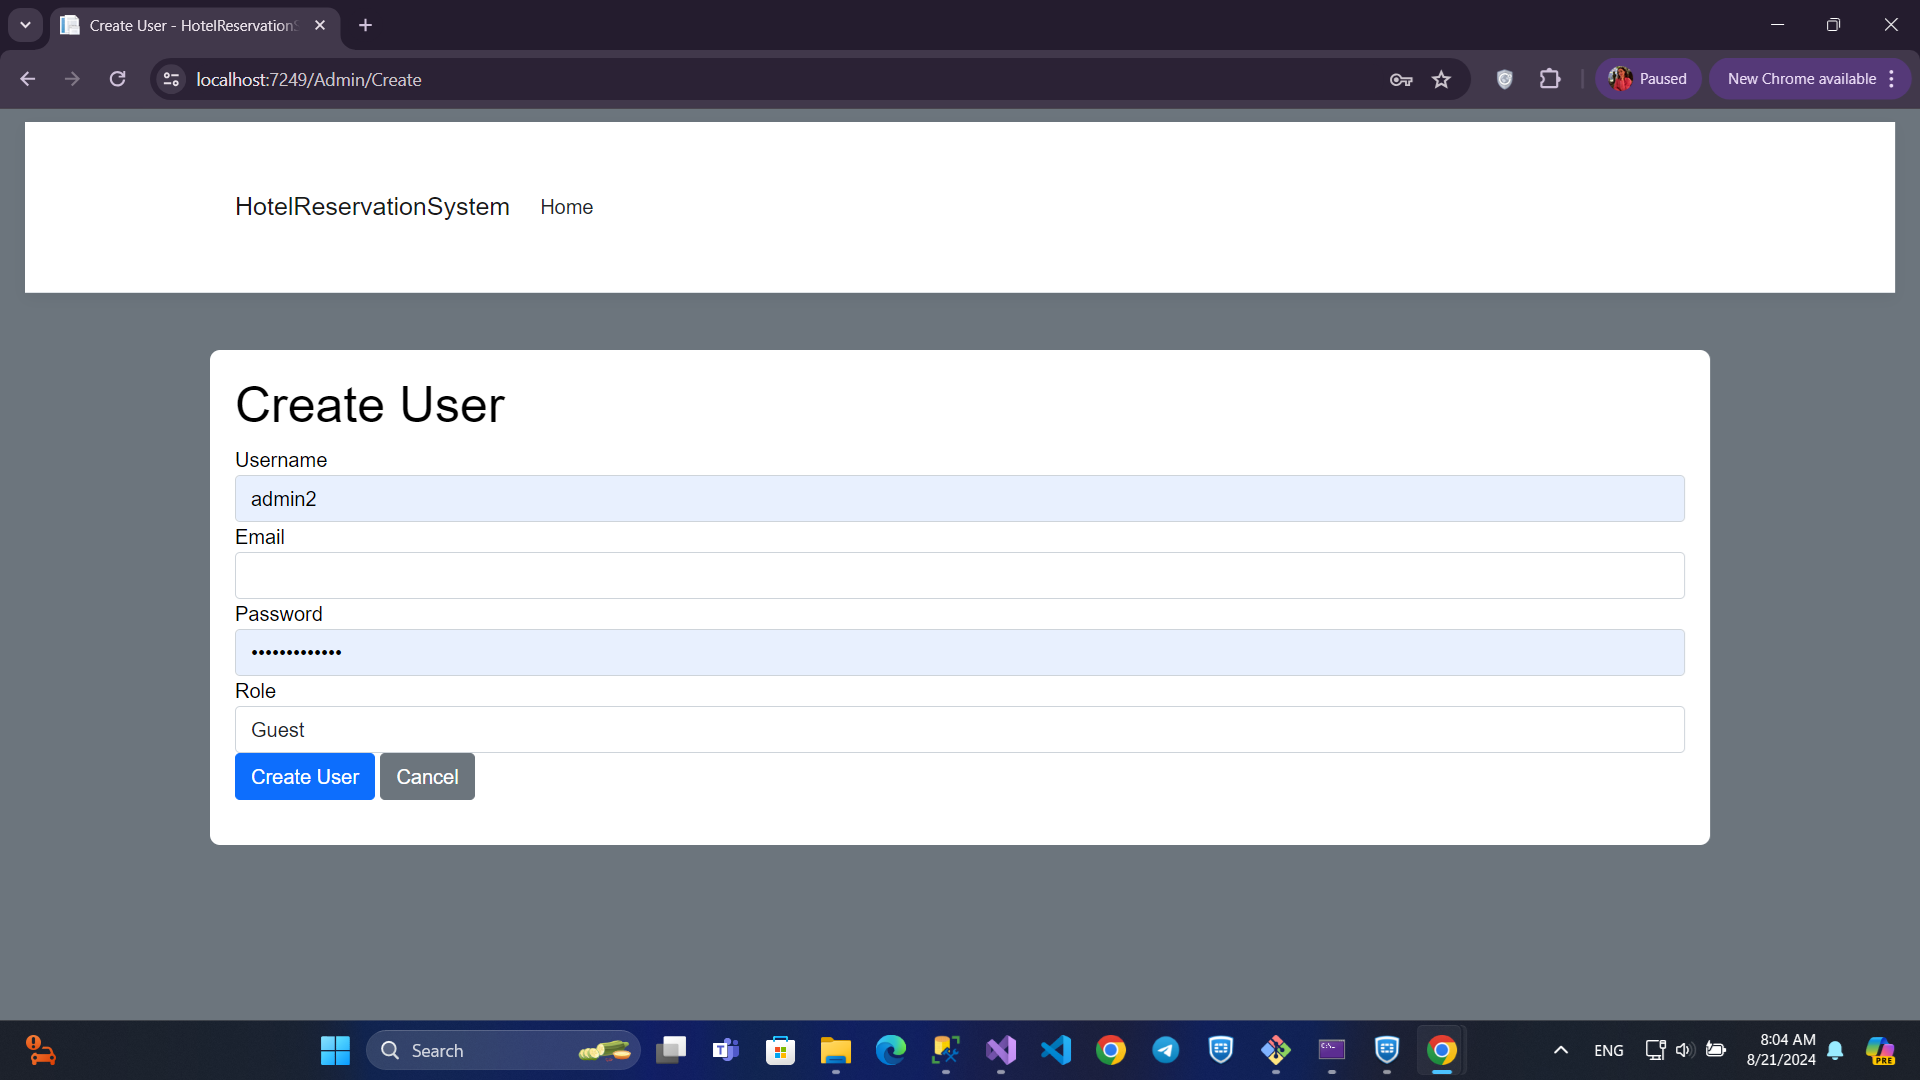 Create User - HotelReservationS
localhost:7249/Admin/Create
Paused
New Chrome available
HotelReservationSystem Home
Create User
Username
admin2
Email
Password
•••••••••••••
Role
Guest
Create User Cancel
Search
ENG
8:04 AM
8/21/2024
PRE